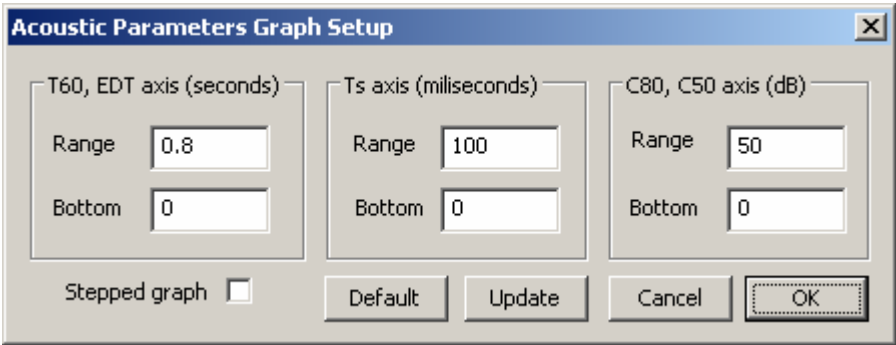 Acoustic Parameters Graph Setup
T60, EDT axis (seconds)
Range 0.8
Bottom 0
Ts axis (miliseconds)
Range 100
Bottom 0
C80, C50 axis (dB)
Range 50
Bottom 0
Stepped graph
Default Update Cancel OK